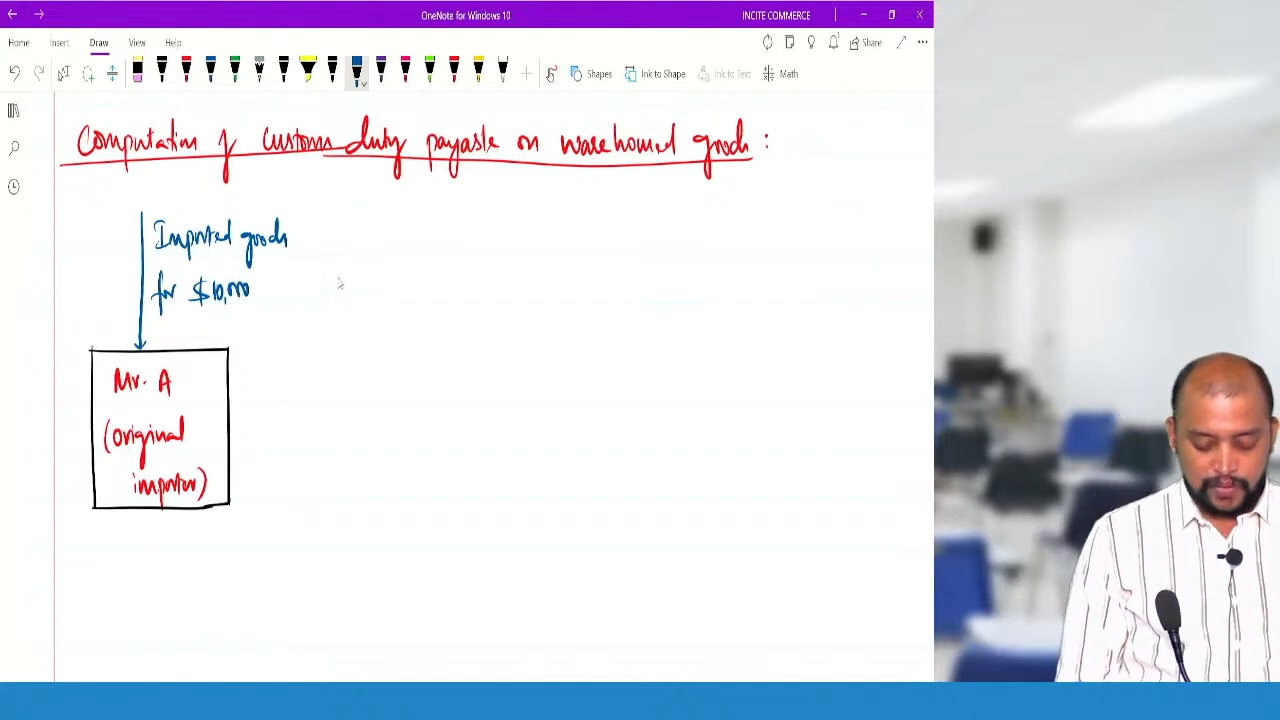 OneNote for Windows 10
INCITE COMMERCE
Home Insert Draw View Help
Share
Shapes
Ink to Shape
Ink to Text
Math
Computation of custom duty payable on warehoused goods :
Imported goods
for $10,000
Mr. A
(original
importer)